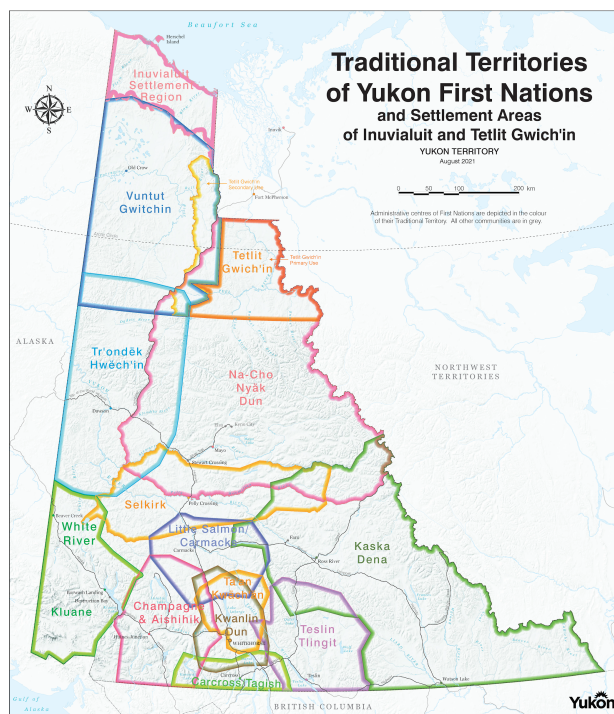 Beaufort Sea
Herschel
Island
Traditional Territories
of Yukon First Nations
and Settlement Areas
of Inuvialuit and Tetlit Gwich'in
YUKON TERRITORY
August 2021
Inuvialuit
Settlement
Region
N
W
E
S
Inuvik
Old Crow
Tetlit Gwich'in
Secondary Use
Fort McPherson
0
50
100
200 km
Vuntut
Gwitchin
Administrative centres of First Nations are depicted in the colour
of their Traditional Territory. All other communities are in grey.
Tetlit
Gwich'in
Tetlit Gwich'in
Primary Use
ALASKA
Tr'ondëk
Hwëch'in
Na-Cho
Nyäk
Dun
NORTHWEST
TERRITORIES
Dawson
Keno City
Mayo
Stewart Crossing
Selkirk
Pelly Crossing
Beaver Creek
White
River
Little Salmon/
Carmacks
Carmacks
Faro
Ross River
Kaska
Dena
Burwash Landing
Destruction Bay
Kluane
Ta'an
Kwäch'än
Champagne
& Aishihik
Kwanlin
Dun
WHITEHORSE
Haines Junction
Teslin
Tlingit
Carcross
Carcross/Tagish
Teslin
Watson Lake
Gulf of
Alaska
BRITISH COLUMBIA
Yukon